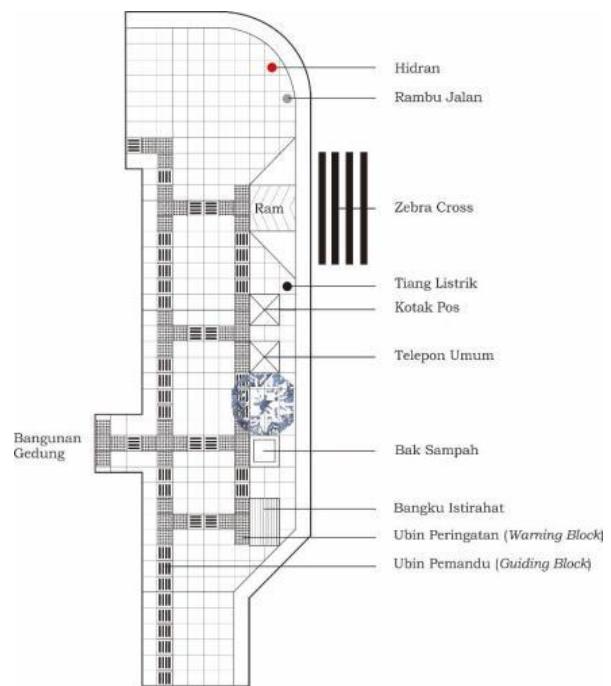 Hidran
Rambu Jalan
Ram
Zebra Cross
Tiang Listrik
Kotak Pos
Telepon Umum
Bangunan
Gedung
Bak Sampah
Bangku Istirahat
Ubin Peringatan (Warning Block)
Ubin Pemandu (Guiding Block)